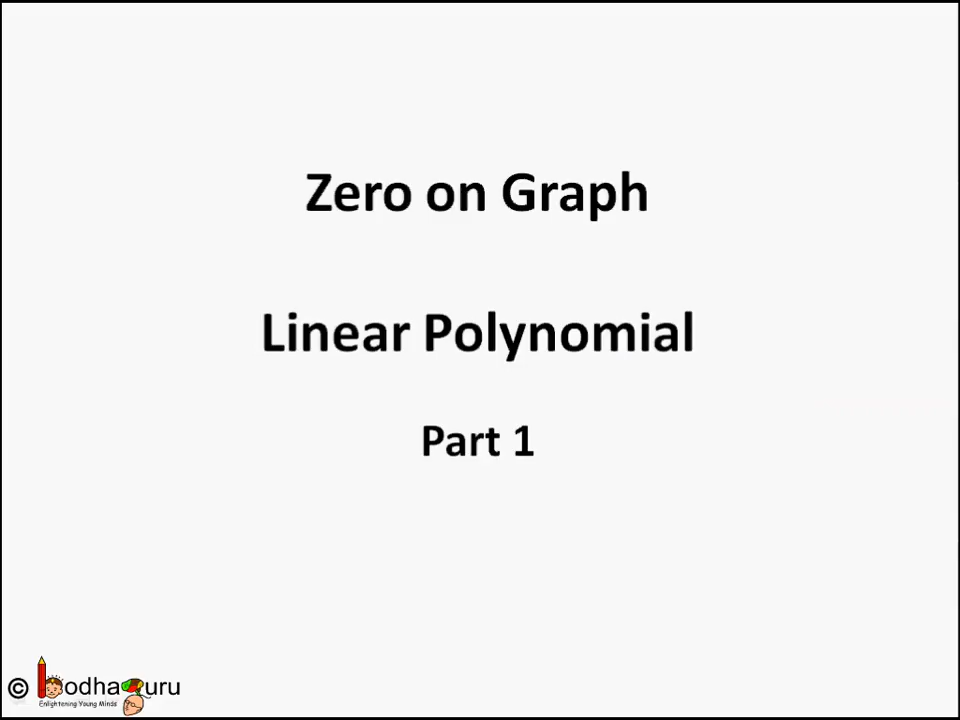 Zero on Graph
Linear Polynomial
Part 1
© bodhaGuru
Enlightening Young Minds